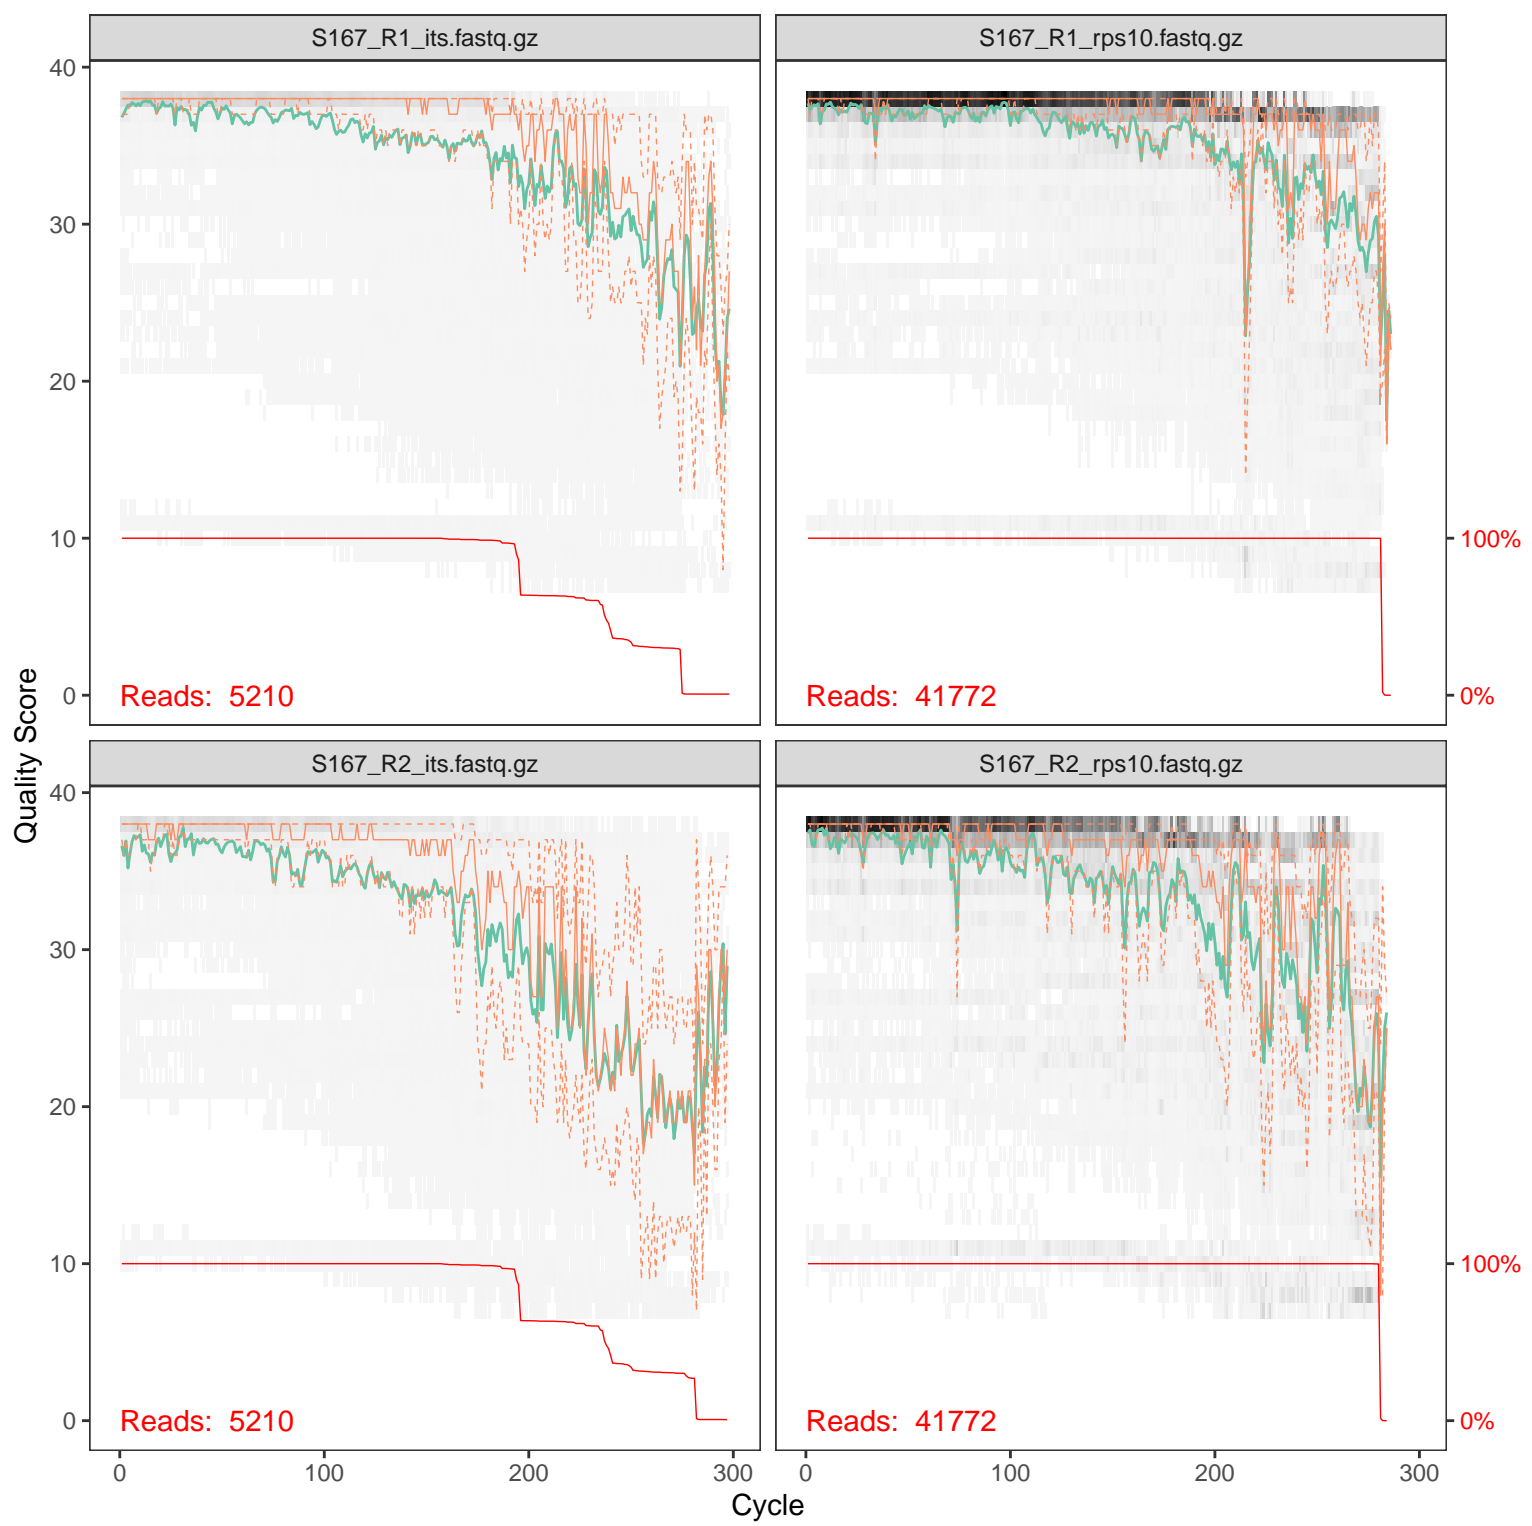 S167_R1_its.fastq.gz
S167_R1_rps10.fastq.gz
40
30
20
10
0
100%
0%
Reads: 5210
Reads: 41772
Quality Score
S167_R2_its.fastq.gz
S167_R2_rps10.fastq.gz
40
30
20
10
0
100%
0%
Reads: 5210
Reads: 41772
0 100 200 300
0 100 200 300
Cycle